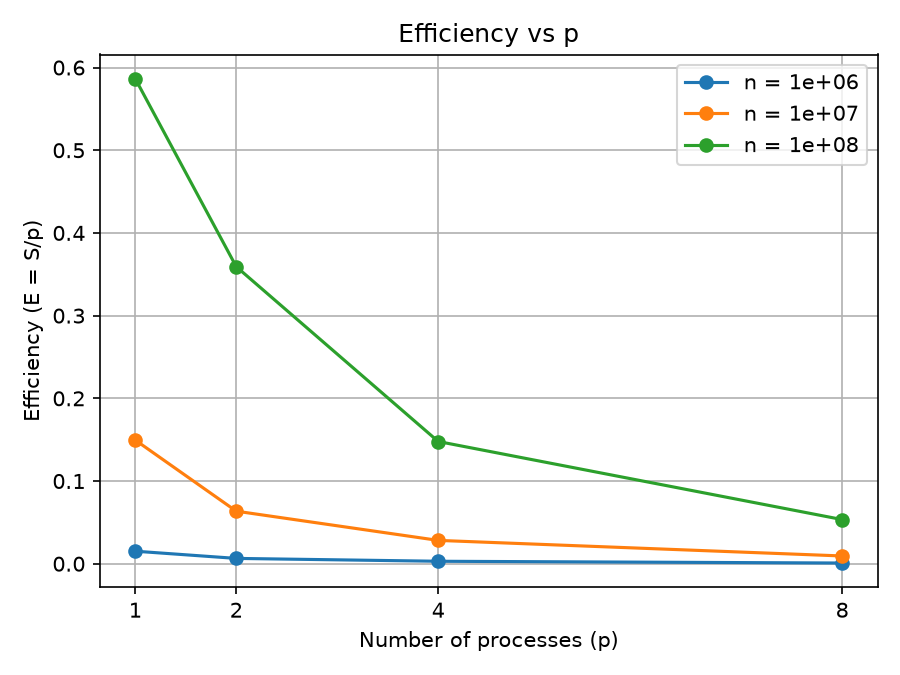 Efficiency vs p
n = 1e+06
n = 1e+07
n = 1e+08
Efficiency (E = S/p)
0.6
0.5
0.4
0.3
0.2
0.1
0.0
1 2 4 8
Number of processes (p)